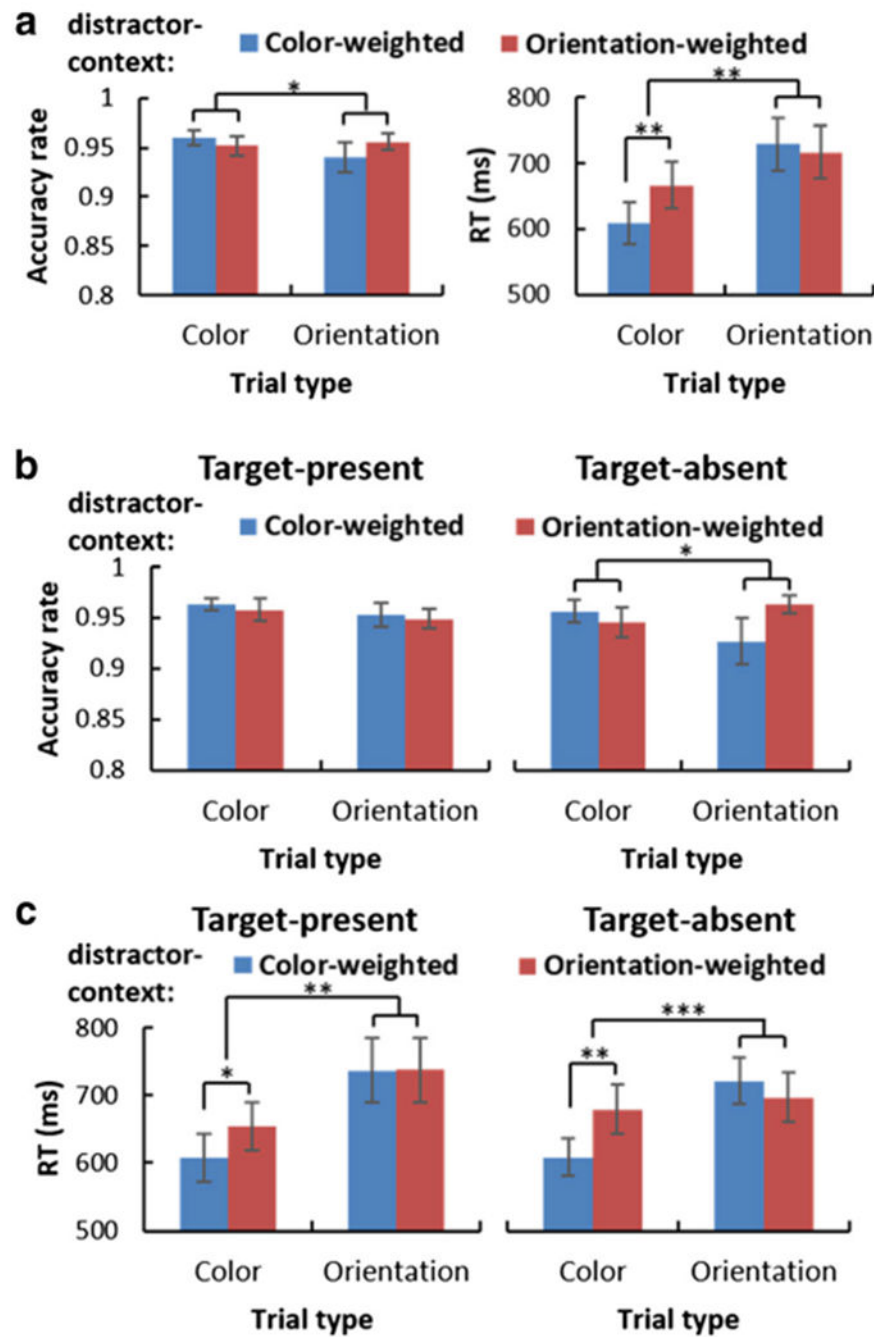 a
distractor-
context:
Color-weighted
Orientation-weighted
Accuracy rate
1
0.95
0.9
0.85
0.8
*
Color Orientation
Trial type
RT (ms)
800
700
600
500
**
**
Color Orientation
Trial type
b
Target-present Target-absent
distractor-
context:
Color-weighted
Orientation-weighted
Accuracy rate
1
0.95
0.9
0.85
0.8
*
Color Orientation
Trial type
Color Orientation
Trial type
c
Target-present Target-absent
distractor-
context:
Color-weighted
Orientation-weighted
RT (ms)
800
700
600
500
**
*
Color Orientation
Trial type
***
**
Color Orientation
Trial type